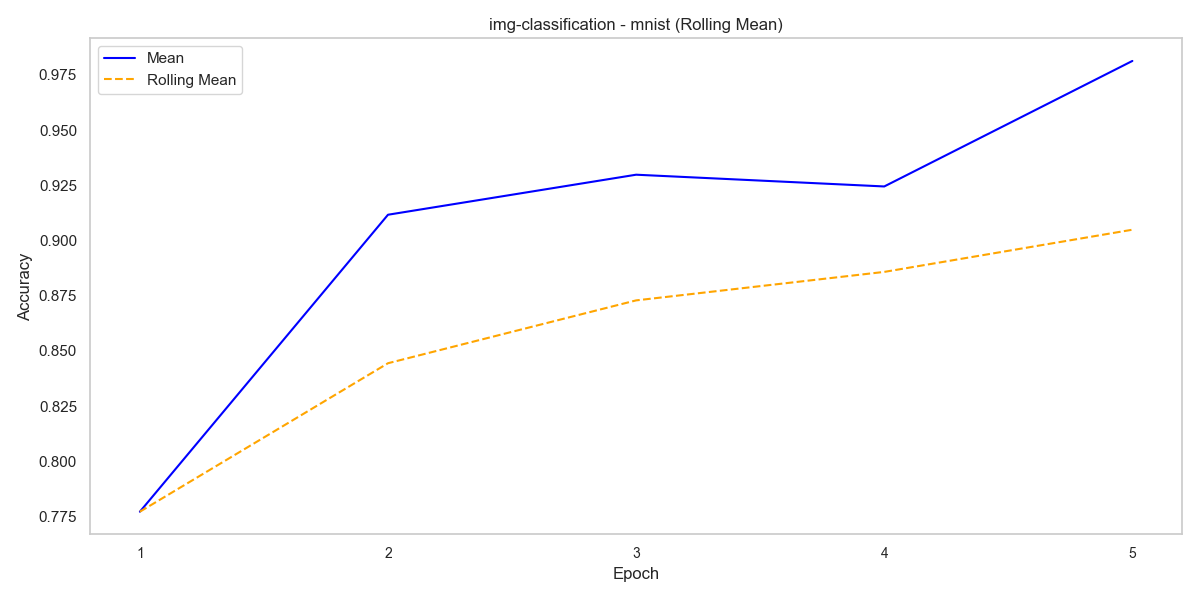 img-classification - mnist (Rolling Mean)
Mean
Rolling Mean
Accuracy
0.975
0.950
0.925
0.900
0.875
0.850
0.825
0.800
0.775
1 2 3 4 5
Epoch